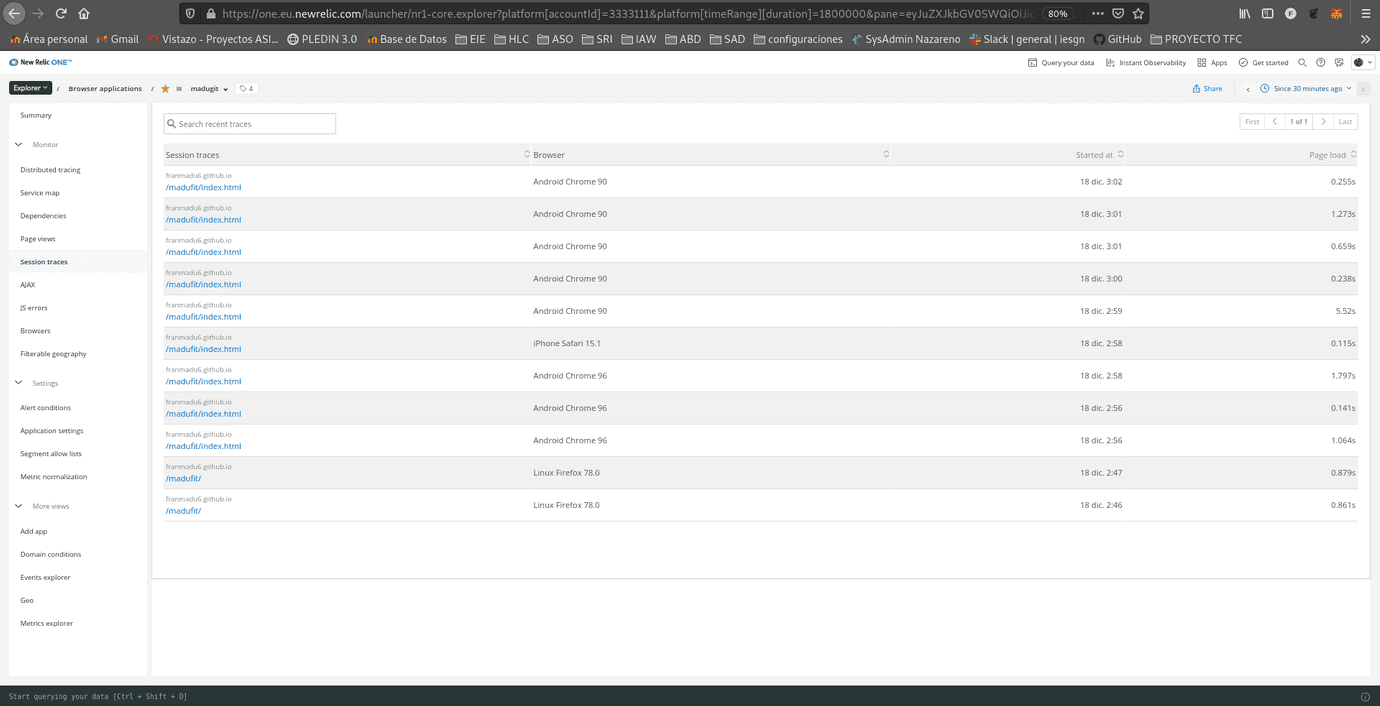 https://one.eu.newrelic.com/launcher/nr1-core.explorer?platform[accountId]=3333111&platform[timeRange][duration]=1800000&pane=eyJuZXJkbGV0SWQiOiJic 80%
Área personal Gmail Vistazo - Proyectos ASI... PLEDIN 3.0 Base de Datos EIE HLC ASO SRI IAW ABD SAD configuraciones SysAdmin Nazareno Slack | general | iesgn GitHub PROYECTO TFC
New Relic ONE™ Query your data Instant Observability Apps Get started
Explorer / Browser applications / madugit 4 Share Since 30 minutes ago
Summary
Monitor
Distributed tracing
Service map
Dependencies
Page views
Session traces
AJAX
JS errors
Browsers
Filterable geography
Settings
Alert conditions
Application settings
Segment allow lists
Metric normalization
More views
Add app
Domain conditions
Events explorer
Geo
Metrics explorer
Search recent traces First 1 of 1 Last
Session traces Browser Started at Page load
franmadu6.github.io
/madufit/index.html Android Chrome 90 18 dic. 3:02 0.255s
franmadu6.github.io
/madufit/index.html Android Chrome 90 18 dic. 3:01 1.273s
franmadu6.github.io
/madufit/index.html Android Chrome 90 18 dic. 3:01 0.659s
franmadu6.github.io
/madufit/index.html Android Chrome 90 18 dic. 3:00 0.238s
franmadu6.github.io
/madufit/index.html Android Chrome 90 18 dic. 2:59 5.52s
franmadu6.github.io
/madufit/index.html iPhone Safari 15.1 18 dic. 2:58 0.115s
franmadu6.github.io
/madufit/index.html Android Chrome 96 18 dic. 2:58 1.797s
franmadu6.github.io
/madufit/index.html Android Chrome 96 18 dic. 2:56 0.141s
franmadu6.github.io
/madufit/index.html Android Chrome 96 18 dic. 2:56 1.064s
franmadu6.github.io
/madufit/ Linux Firefox 78.0 18 dic. 2:47 0.879s
franmadu6.github.io
/madufit/ Linux Firefox 78.0 18 dic. 2:46 0.861s
Start querying your data [Ctrl + Shift + O]